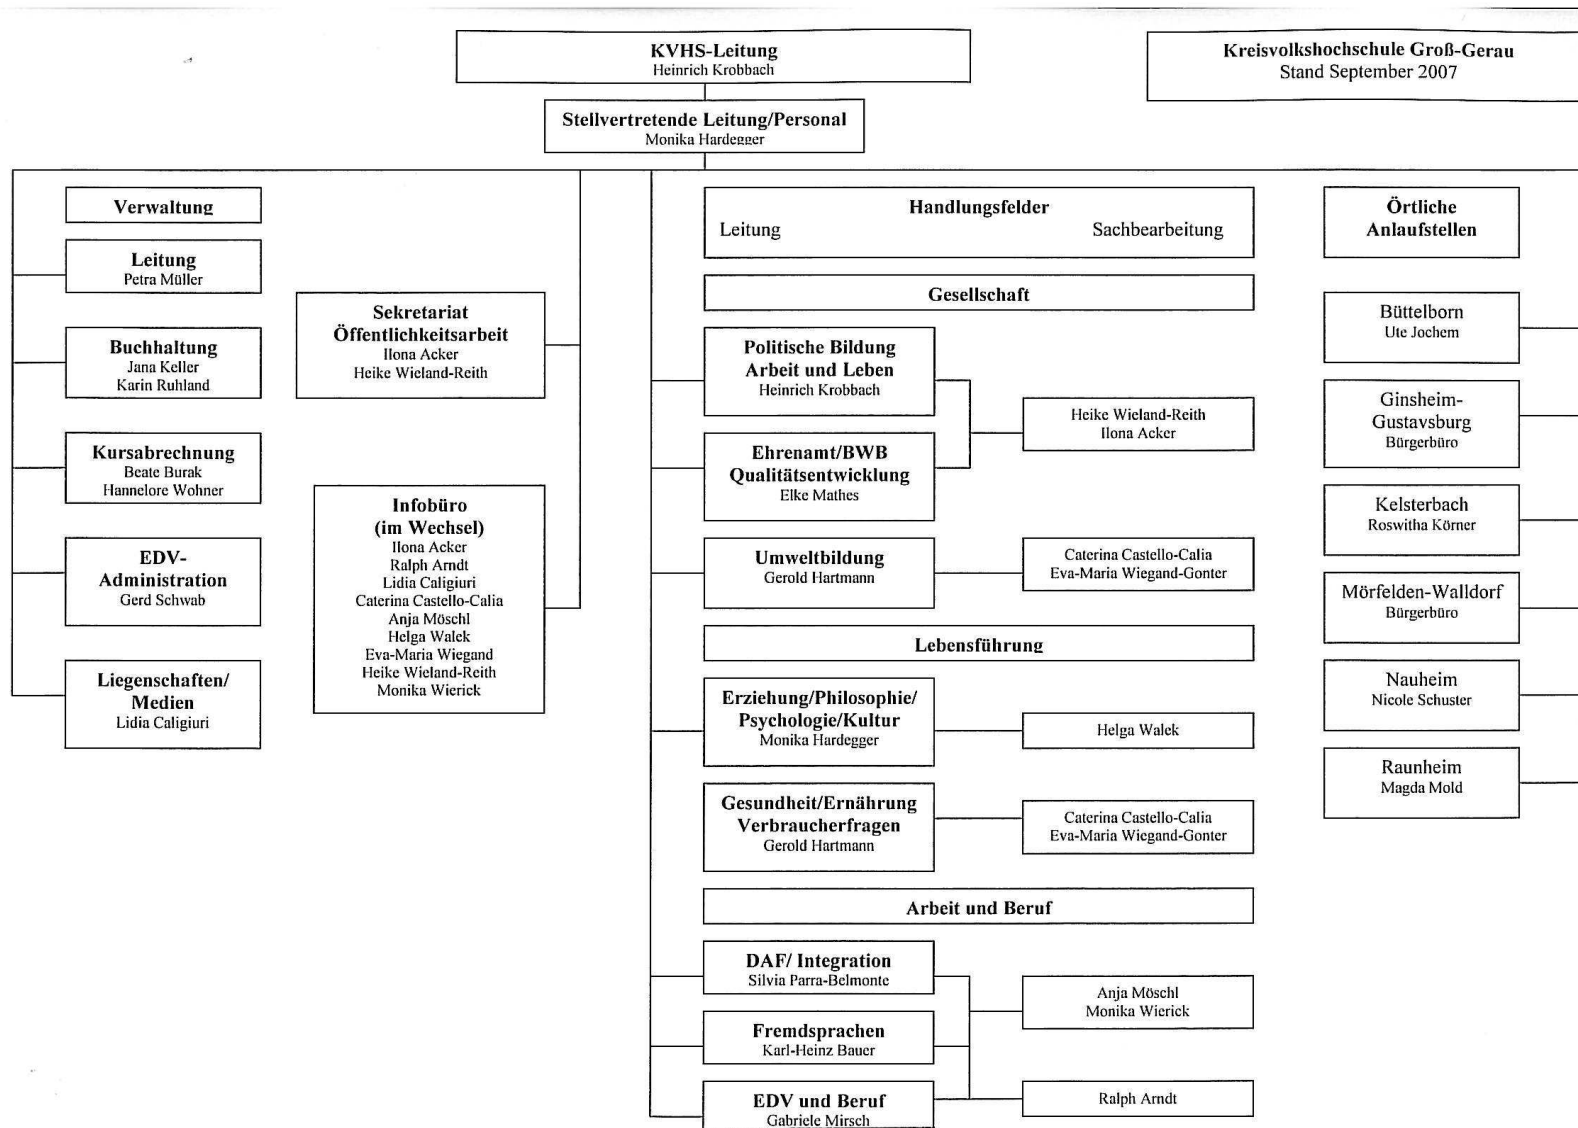 KVHS-Leitung
Heinrich Krobbach
Kreisvolkshochschule Groß-Gerau
Stand September 2007
Stellvertretende Leitung/Personal
Monika Hardegger
Verwaltung
Leitung
Petra Müller
Buchhaltung
Jana Keller
Karin Ruhland
Kursabrechnung
Beate Burak
Hannelore Wohner
EDV-
Administration
Gerd Schwab
Liegenschaften/
Medien
Lidia Caligiuri
Sekretariat
Öffentlichkeitsarbeit
Ilona Acker
Heike Wieland-Reith
Infobüro
(im Wechsel)
Ilona Acker
Ralph Arndt
Lidia Caligiuri
Caterina Castello-Calia
Anja Möschl
Helga Walek
Eva-Maria Wiegand
Heike Wieland-Reith
Monika Wierick
Handlungsfelder
Leitung Sachbearbeitung
Gesellschaft
Politische Bildung
Arbeit und Leben
Heinrich Krobbach
Ehrenamt/BWB
Qualitätsentwicklung
Elke Mathes
Heike Wieland-Reith
Ilona Acker
Umweltbildung
Gerold Hartmann
Caterina Castello-Calia
Eva-Maria Wiegand-Gonter
Lebensführung
Erziehung/Philosophie/
Psychologie/Kultur
Monika Hardegger
Helga Walek
Gesundheit/Ernährung
Verbraucherfragen
Gerold Hartmann
Caterina Castello-Calia
Eva-Maria Wiegand-Gonter
Arbeit und Beruf
DAF/ Integration
Silvia Parra-Belmonte
Fremdsprachen
Karl-Heinz Bauer
EDV und Beruf
Gabriele Mirsch
Anja Möschl
Monika Wierick
Ralph Arndt
Örtliche
Anlaufstellen
Büttelborn
Ute Jochem
Ginsheim-
Gustavsburg
Bürgerbüro
Kelsterbach
Roswitha Körner
Mörfelden-Walldorf
Bürgerbüro
Nauheim
Nicole Schuster
Raunheim
Magda Mold